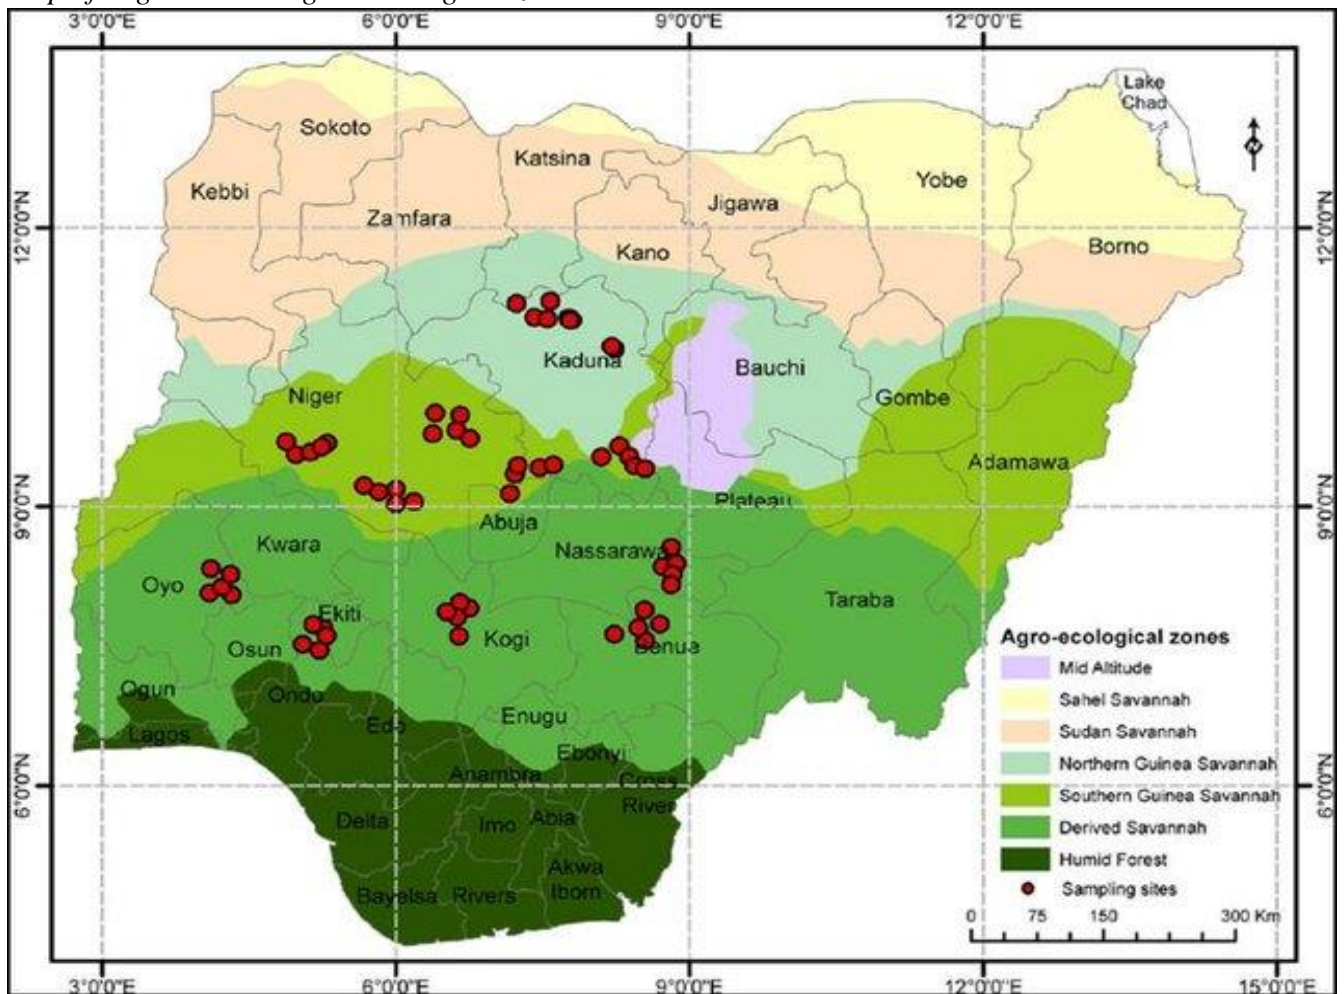 3°0'0"E 6°0'0"E 9°0'0"E 12°0'0"E
Lake
Chad
N
Sokoto
Katsina
Kebbi
Yobe
Zamfara
Jigawa
12°0'0"N 12°0'0"N
Kano
Borno
Kaduna
Bauchi
Niger
Gombe
Adamawa
Plateau
9°0'0"N 9°0'0"N
Abuja
Kwara
Nassarawa
Oyo
Taraba
Ekiti
Kogi
Benue
Osun
Agro-ecological zones
Mid Altitude
Ogun
Ondo
Sahel Savannah
Enugu
Edo
Lagos
Sudan Savannah
Ebonyi
Northern Guinea Savannah
Anambra
Cross
River
6°0'0"N 6°0'0"N
Southern Guinea Savannah
Delta
Imo
Abia
Derived Savannah
Humid Forest
Akwa
Iborn
Bayelsa
Rivers
Sampling sites
0 75 150 300 Km
3°0'0"E 6°0'0"E 9°0'0"E 12°0'0"E 15°0'0"E